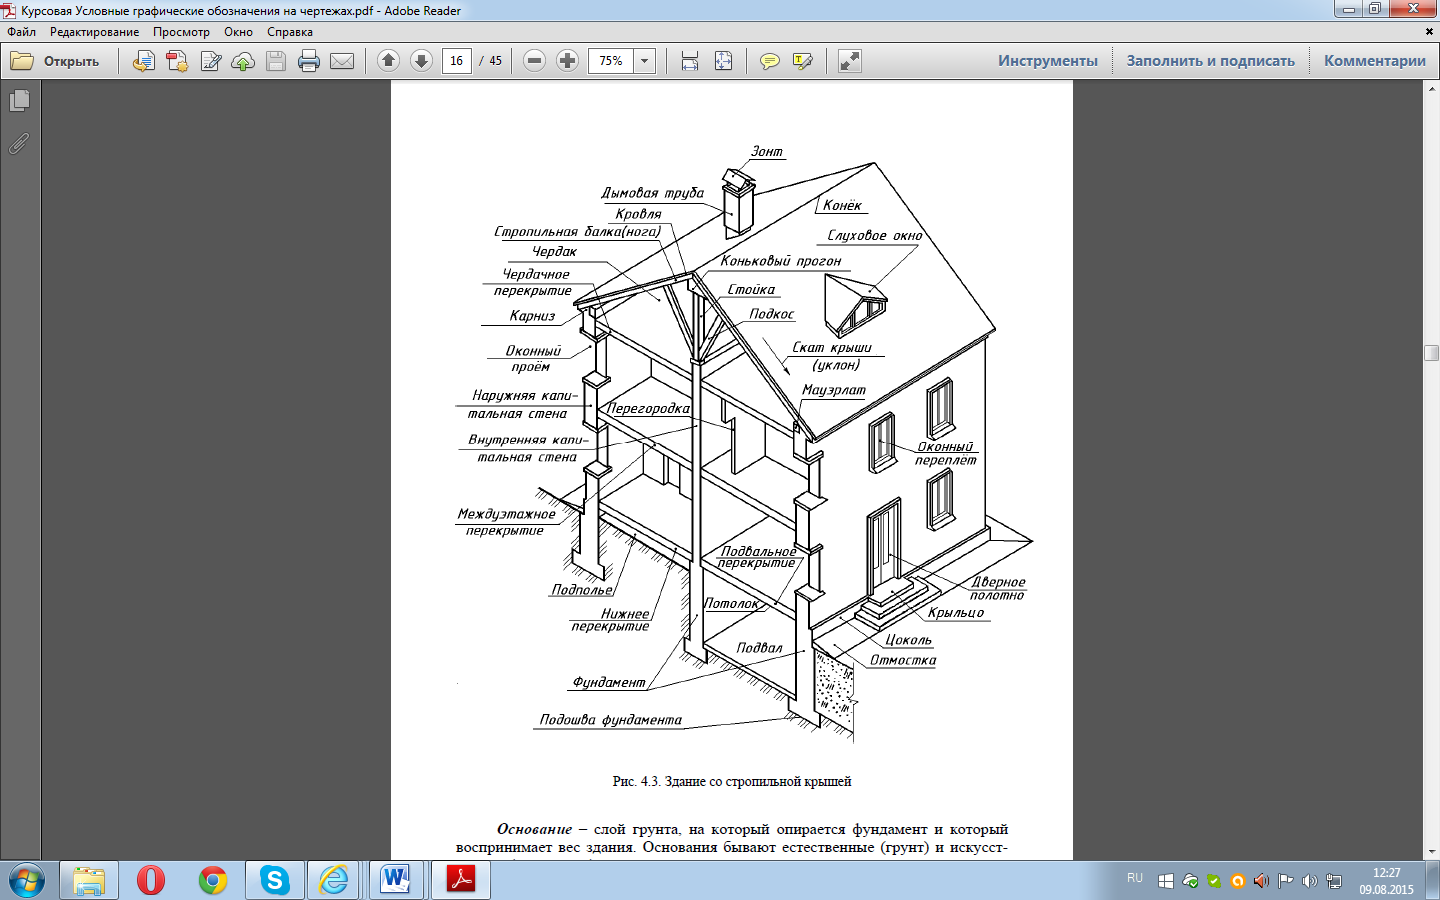 Курсовая Условные графические обозначения на чертежах.pdf - Adobe Reader
Файл Редактирование Просмотр Окно Справка
Открыть
16 / 45
75%
Инструменты Заполнить и подписать Комментарии
Зонт
Дымовая труба
Конёк
Кровля
Стропильная балка(нога)
Слуховое окно
Чердак
Коньковый прогон
Чердачное
перекрытие
Стойка
Карниз
Подкос
Оконный
проём
Скат крыши
(уклон)
Мауэрлат
Наружняя капи-
тальная стена
Перегородка
Внутренняя капи-
тальная стена
Оконный
переплёт
Междуэтажное
перекрытие
Подвальное
перекрытие
Подполье
Дверное
полотно
Потолок
Нижнее
перекрытие
Крыльцо
Цоколь
Подвал
Отмостка
Фундамент
Подошва фундамента
Рис. 4.3. Здание со стропильной крышей
Основание – слой грунта, на который опирается фундамент и который
воспринимает вес здания. Основания бывают естественные (грунт) и искусст-
RU
12:27
09.08.2015